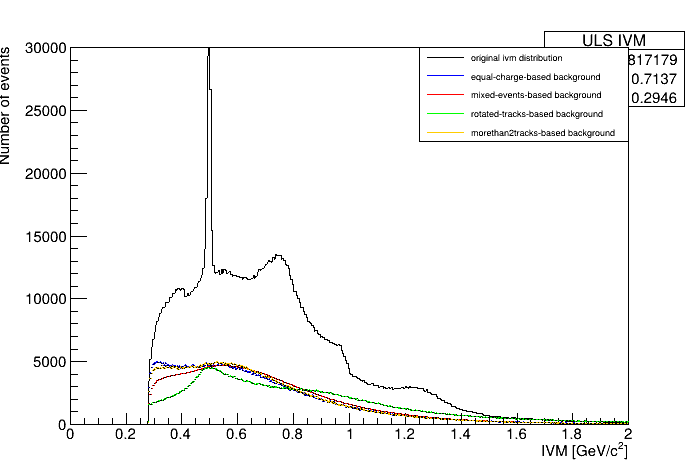 ULS IVM
817179
0.7137
0.2946
original ivm distribution
equal-charge-based background
mixed-events-based background
rotated-tracks-based background
morethan2tracks-based background
Number of events
30000
25000
20000
15000
10000
5000
0
0 0.2 0.4 0.6 0.8 1 1.2 1.4 1.6 1.8 2
IVM [GeV/c²]